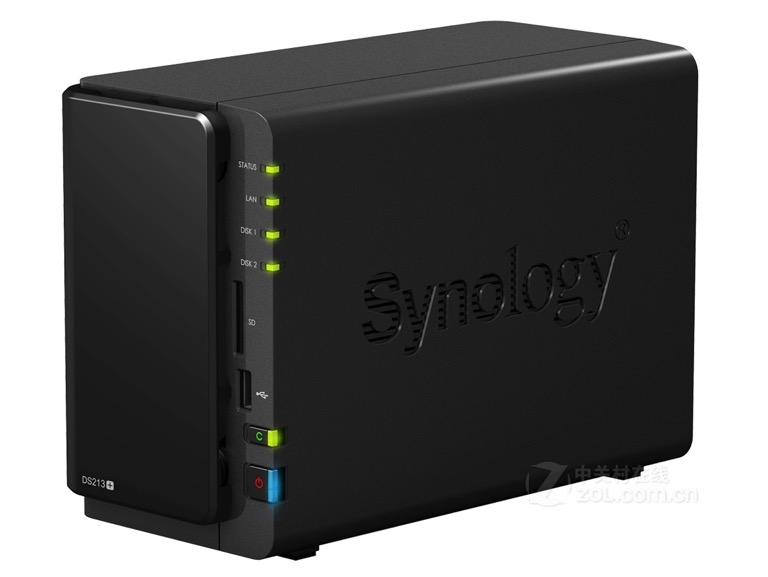 STATUS
LAN
DISK 1
DISK 2
SD
C
Synology®
DS213+
中关村在线
ZOL.com.cn